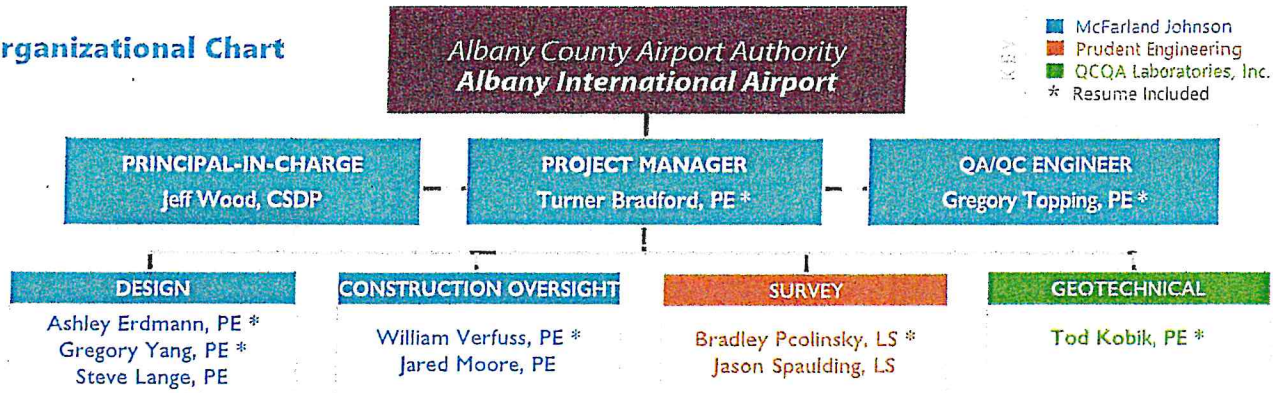 rganizational Chart
Albany County Airport Authority
Albany International Airport
KEY
McFarland Johnson
Prudent Engineering
QCQA Laboratories, Inc.
* Resume Included
PRINCIPAL-IN-CHARGE
Jeff Wood, CSDP
PROJECT MANAGER
Turner Bradford, PE *
QA/QC ENGINEER
Gregory Topping, PE *
DESIGN
Ashley Erdmann, PE *
Gregory Yang, PE *
Steve Lange, PE
CONSTRUCTION OVERSIGHT
William Verfuss, PE *
Jared Moore, PE
SURVEY
Bradley Pcolinsky, LS *
Jason Spaulding, LS
GEOTECHNICAL
Tod Kobik, PE *